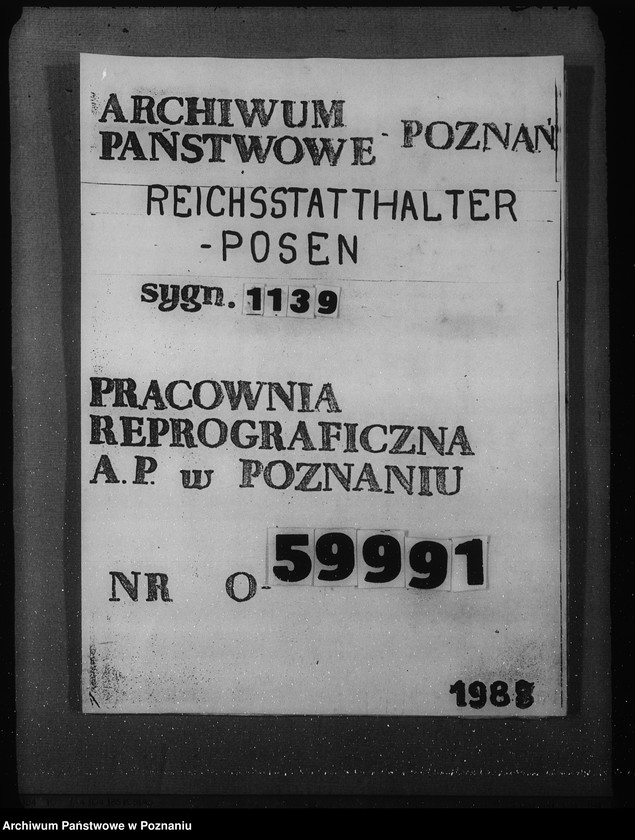 ARCHIWUM
PAŃSTWOWE - POZNAŃ
REICHSSTATTHALTER
-POSEN
sygn. 1139
PRACOWNIA
REPROGRAFICZNA
A.P. w POZNANIU
NR O-59991
1988
Archiwum Państwowe w Poznaniu